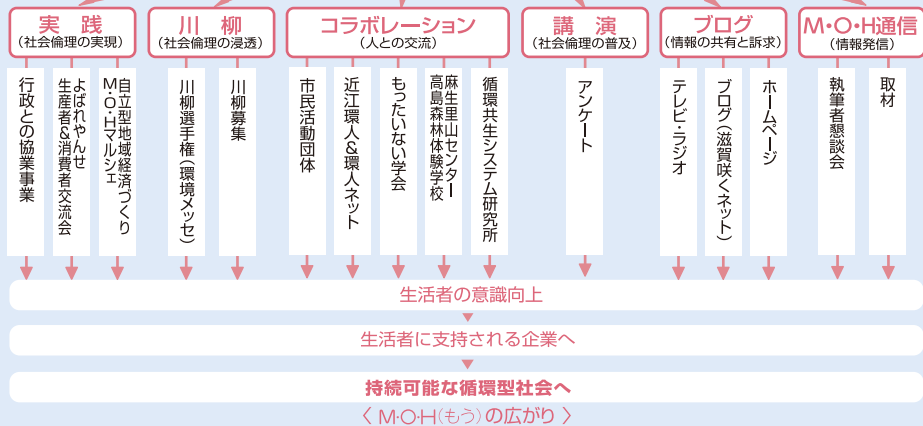 実践
(社会倫理の実現)
川柳
(社会倫理の浸透)
コラボレーション
(人との交流)
講演
(社会倫理の普及)
ブログ
(情報の共有と訴求)
M・O・H通信
(情報発信)
行政との協業事業
よばれやんせ
生産者&消費者交流会
自立型地域経済づくり
M・O・Hマルシェ
川柳選手権(環境メッセ)
川柳募集
市民活動団体
近江環人&環人ネット
もったいない学会
麻生里山センター
高島森林体験学校
循環共生システム研究所
アンケート
テレビ・ラジオ
ブログ(滋賀咲くネット)
ホームページ
執筆者懇談会
取材
生活者の意識向上
生活者に支持される企業へ
持続可能な循環型社会へ
〈 M・O・H(もう)の広がり 〉